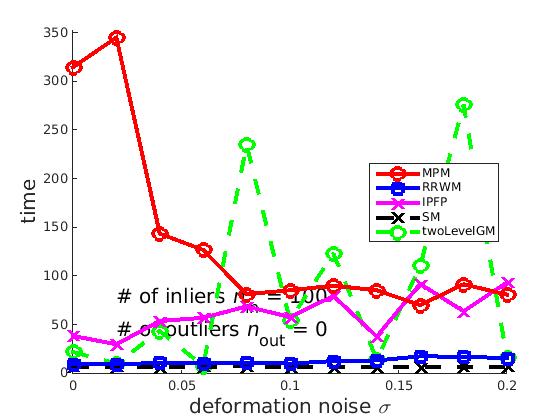 350
300
250
200
150
100
50
0
time
MPM
RRWM
IPFP
SM
twoLevelGM
# of inliers n = 100
# of outliers n_out = 0
0 0.05 0.1 0.15 0.2
deformation noise σ